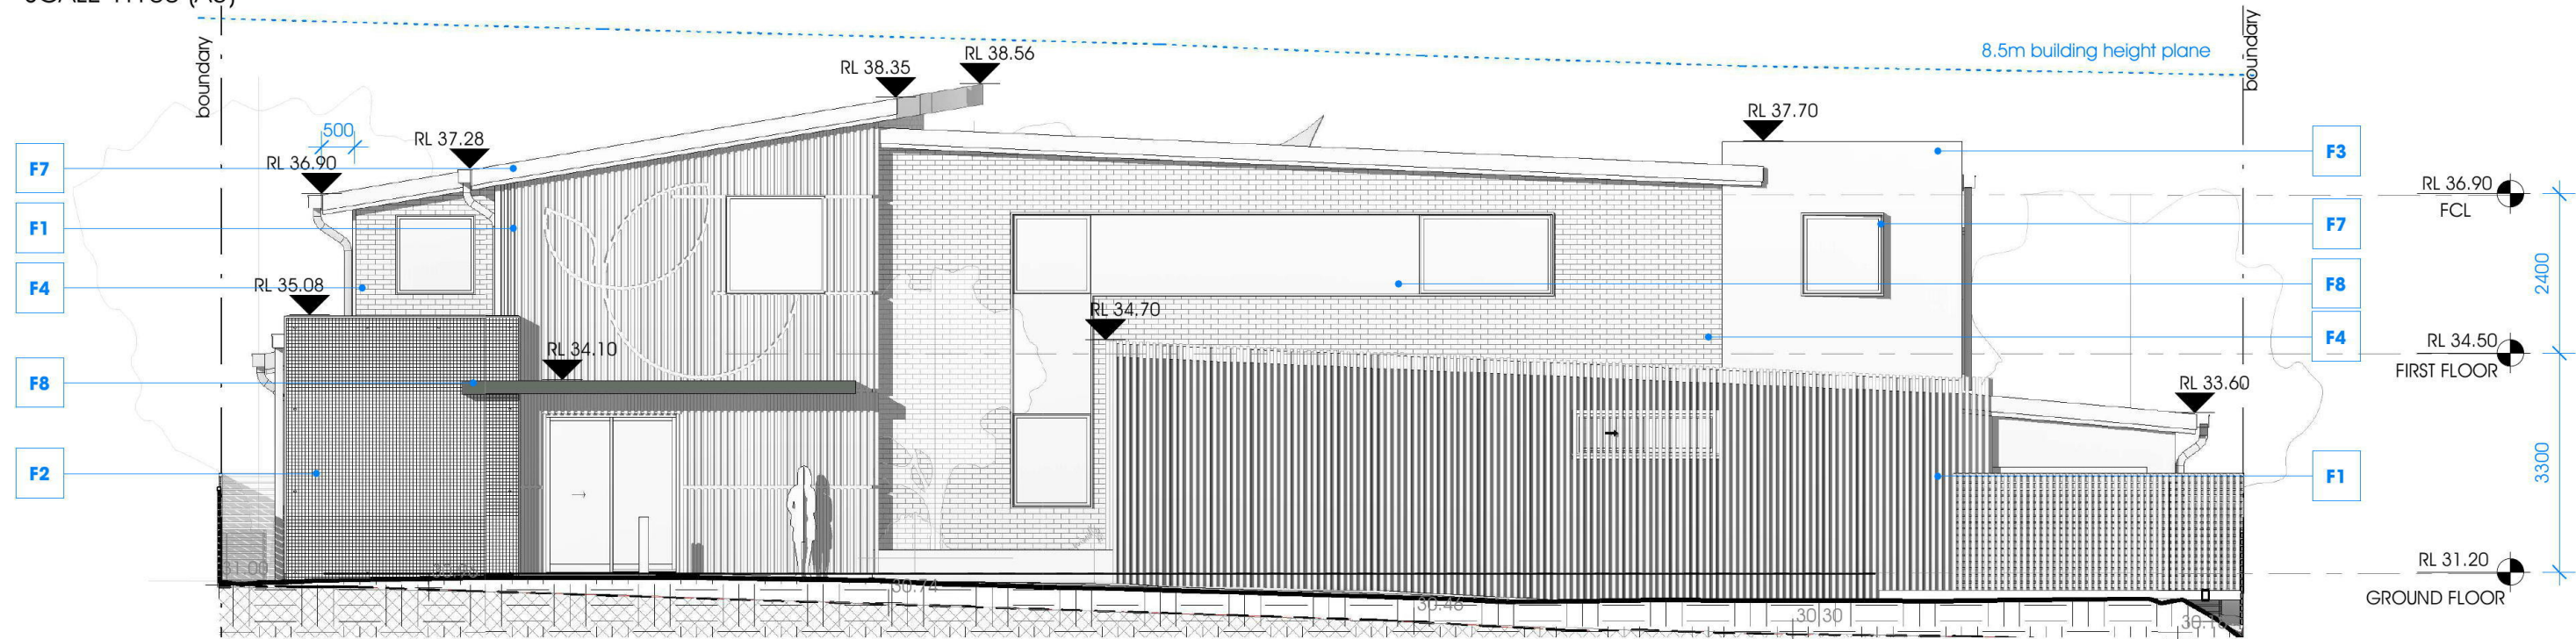 boundary
8.5m building height plane
boundary
RL 38.56
RL 38.35
RL 37.70
500
RL 37.28
F7
RL 36.90
F3
RL 36.90
FCL
F1
F7
F4
RL 35.08
F8
2400
RL 34.70
F4
RL 34.50
FIRST FLOOR
RL 34.10
F8
RL 33.60
F2
F1
3300
RL 31.20
GROUND FLOOR
31.00
30.74
30.46
30.30